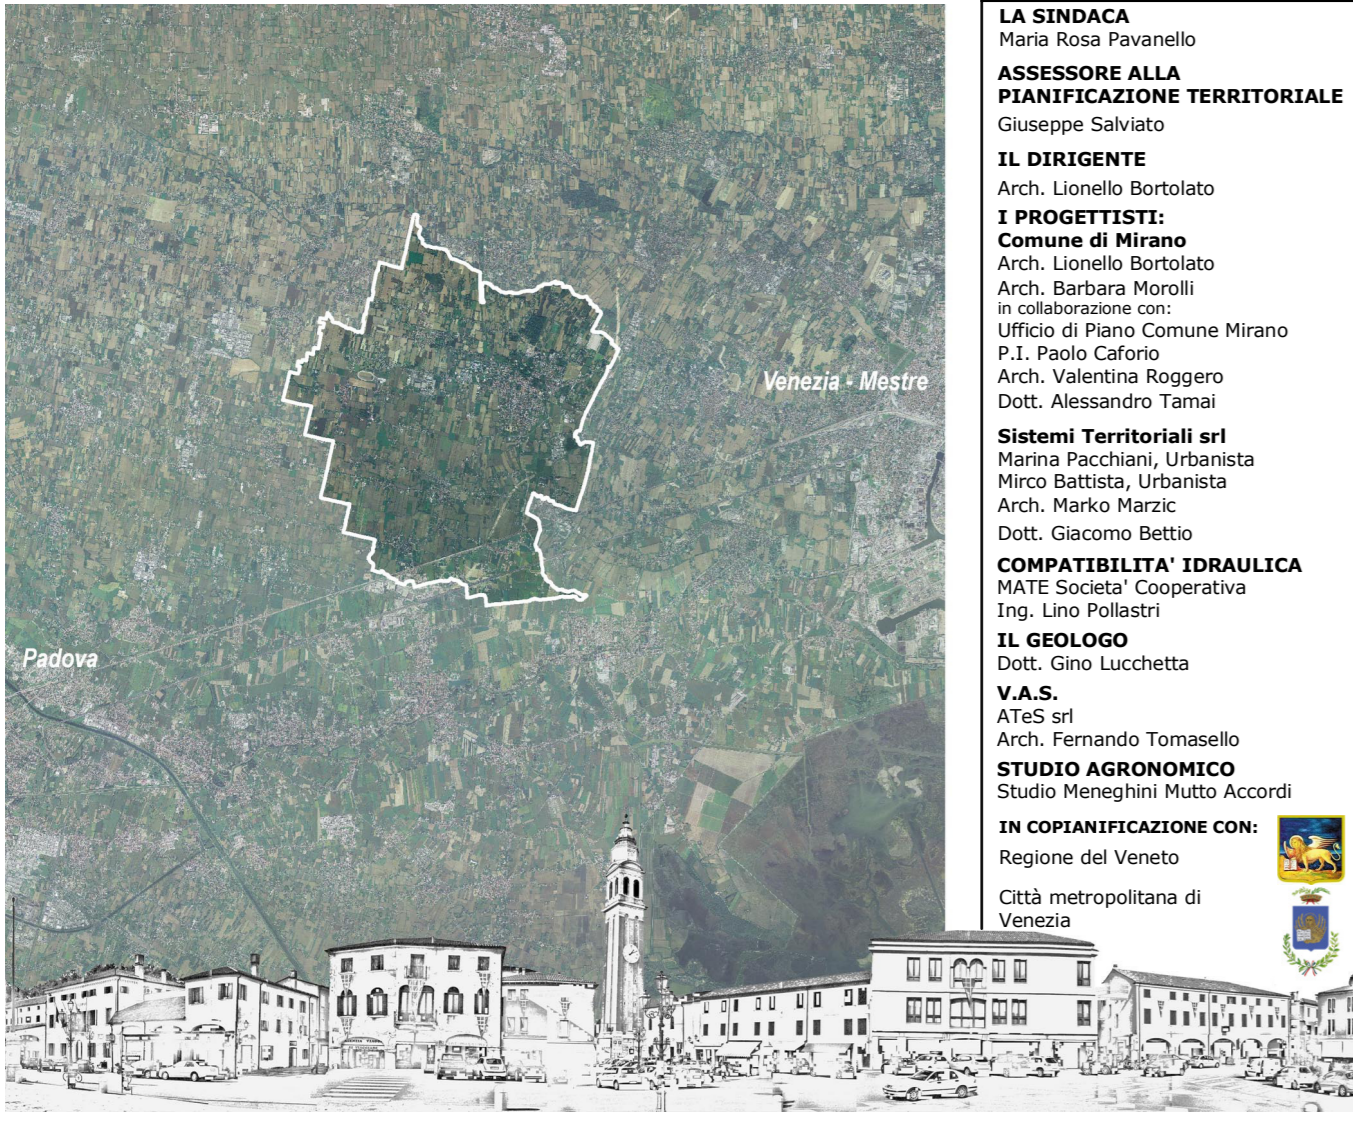 LA SINDACA
Maria Rosa Pavanello
ASSESSORE ALLA
PIANIFICAZIONE TERRITORIALE
Giuseppe Salviato
IL DIRIGENTE
Arch. Lionello Bortolato
I PROGETTISTI:
Comune di Mirano
Arch. Lionello Bortolato
Arch. Barbara Morolli
in collaborazione con:
Ufficio di Piano Comune Mirano
P.I. Paolo Caforio
Arch. Valentina Roggero
Dott. Alessandro Tamai
Sistemi Territoriali srl
Marina Pacchiani, Urbanista
Mirco Battista, Urbanista
Arch. Marko Marzic
Dott. Giacomo Bettio
COMPATIBILITA' IDRAULICA
MATE Societa' Cooperativa
Ing. Lino Pollastri
IL GEOLOGO
Dott. Gino Lucchetta
V.A.S.
ATeS srl
Arch. Fernando Tomasello
STUDIO AGRONOMICO
Studio Meneghini Mutto Accordi
IN COPIANIFICAZIONE CON:
Regione del Veneto
Città metropolitana di
Venezia
Venezia - Mestre
Padova